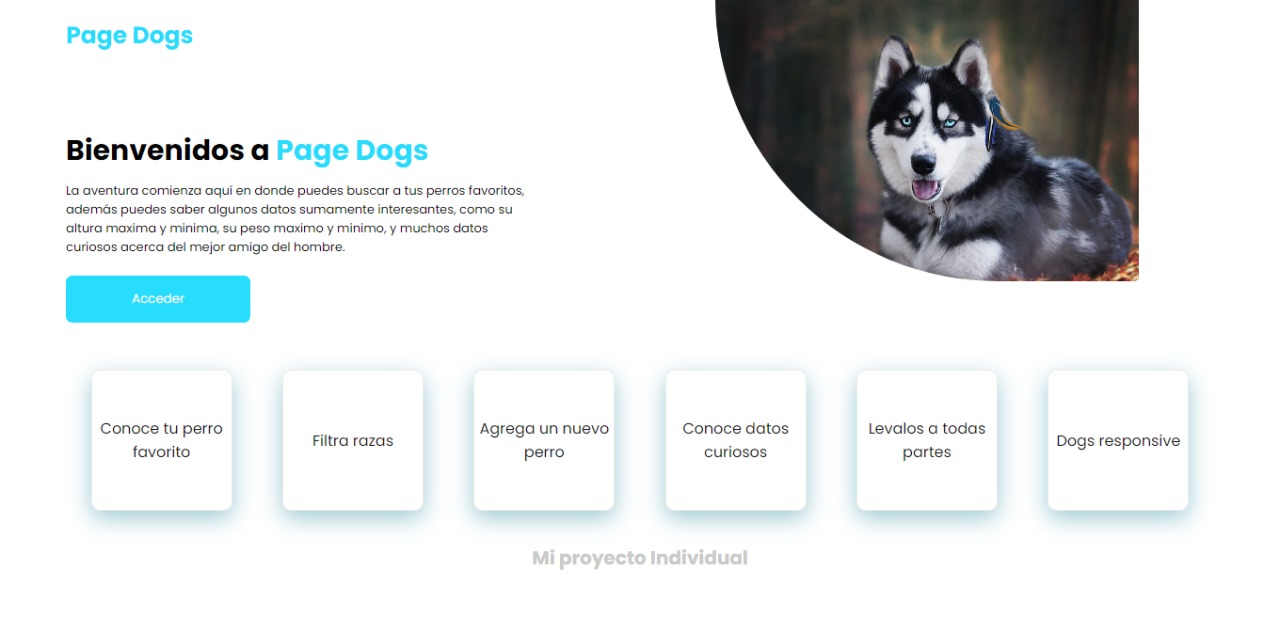 Page Dogs
Bienvenidos a Page Dogs
La aventura comienza aquí en donde puedes buscar a tus perros favoritos,
además puedes saber algunos datos sumamente interesantes, como su
altura maxima y minima, su peso maximo y minimo, y muchos datos
curiosos acerca del mejor amigo del hombre.
Acceder
Conoce tu perro
favorito
Filtra razas
Agrega un nuevo
perro
Conoce datos
curiosos
Levalos a todas
partes
Dogs responsive
Mi proyecto Individual